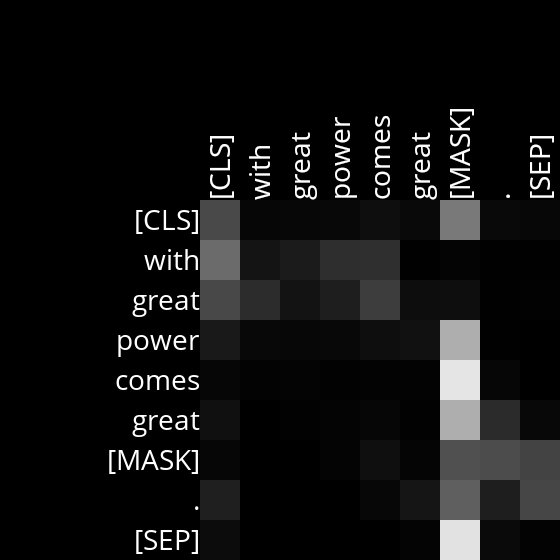 [CLS] with great power comes great [MASK] . [SEP]
[CLS]
with
great
power
comes
great
[MASK]
.
[SEP]